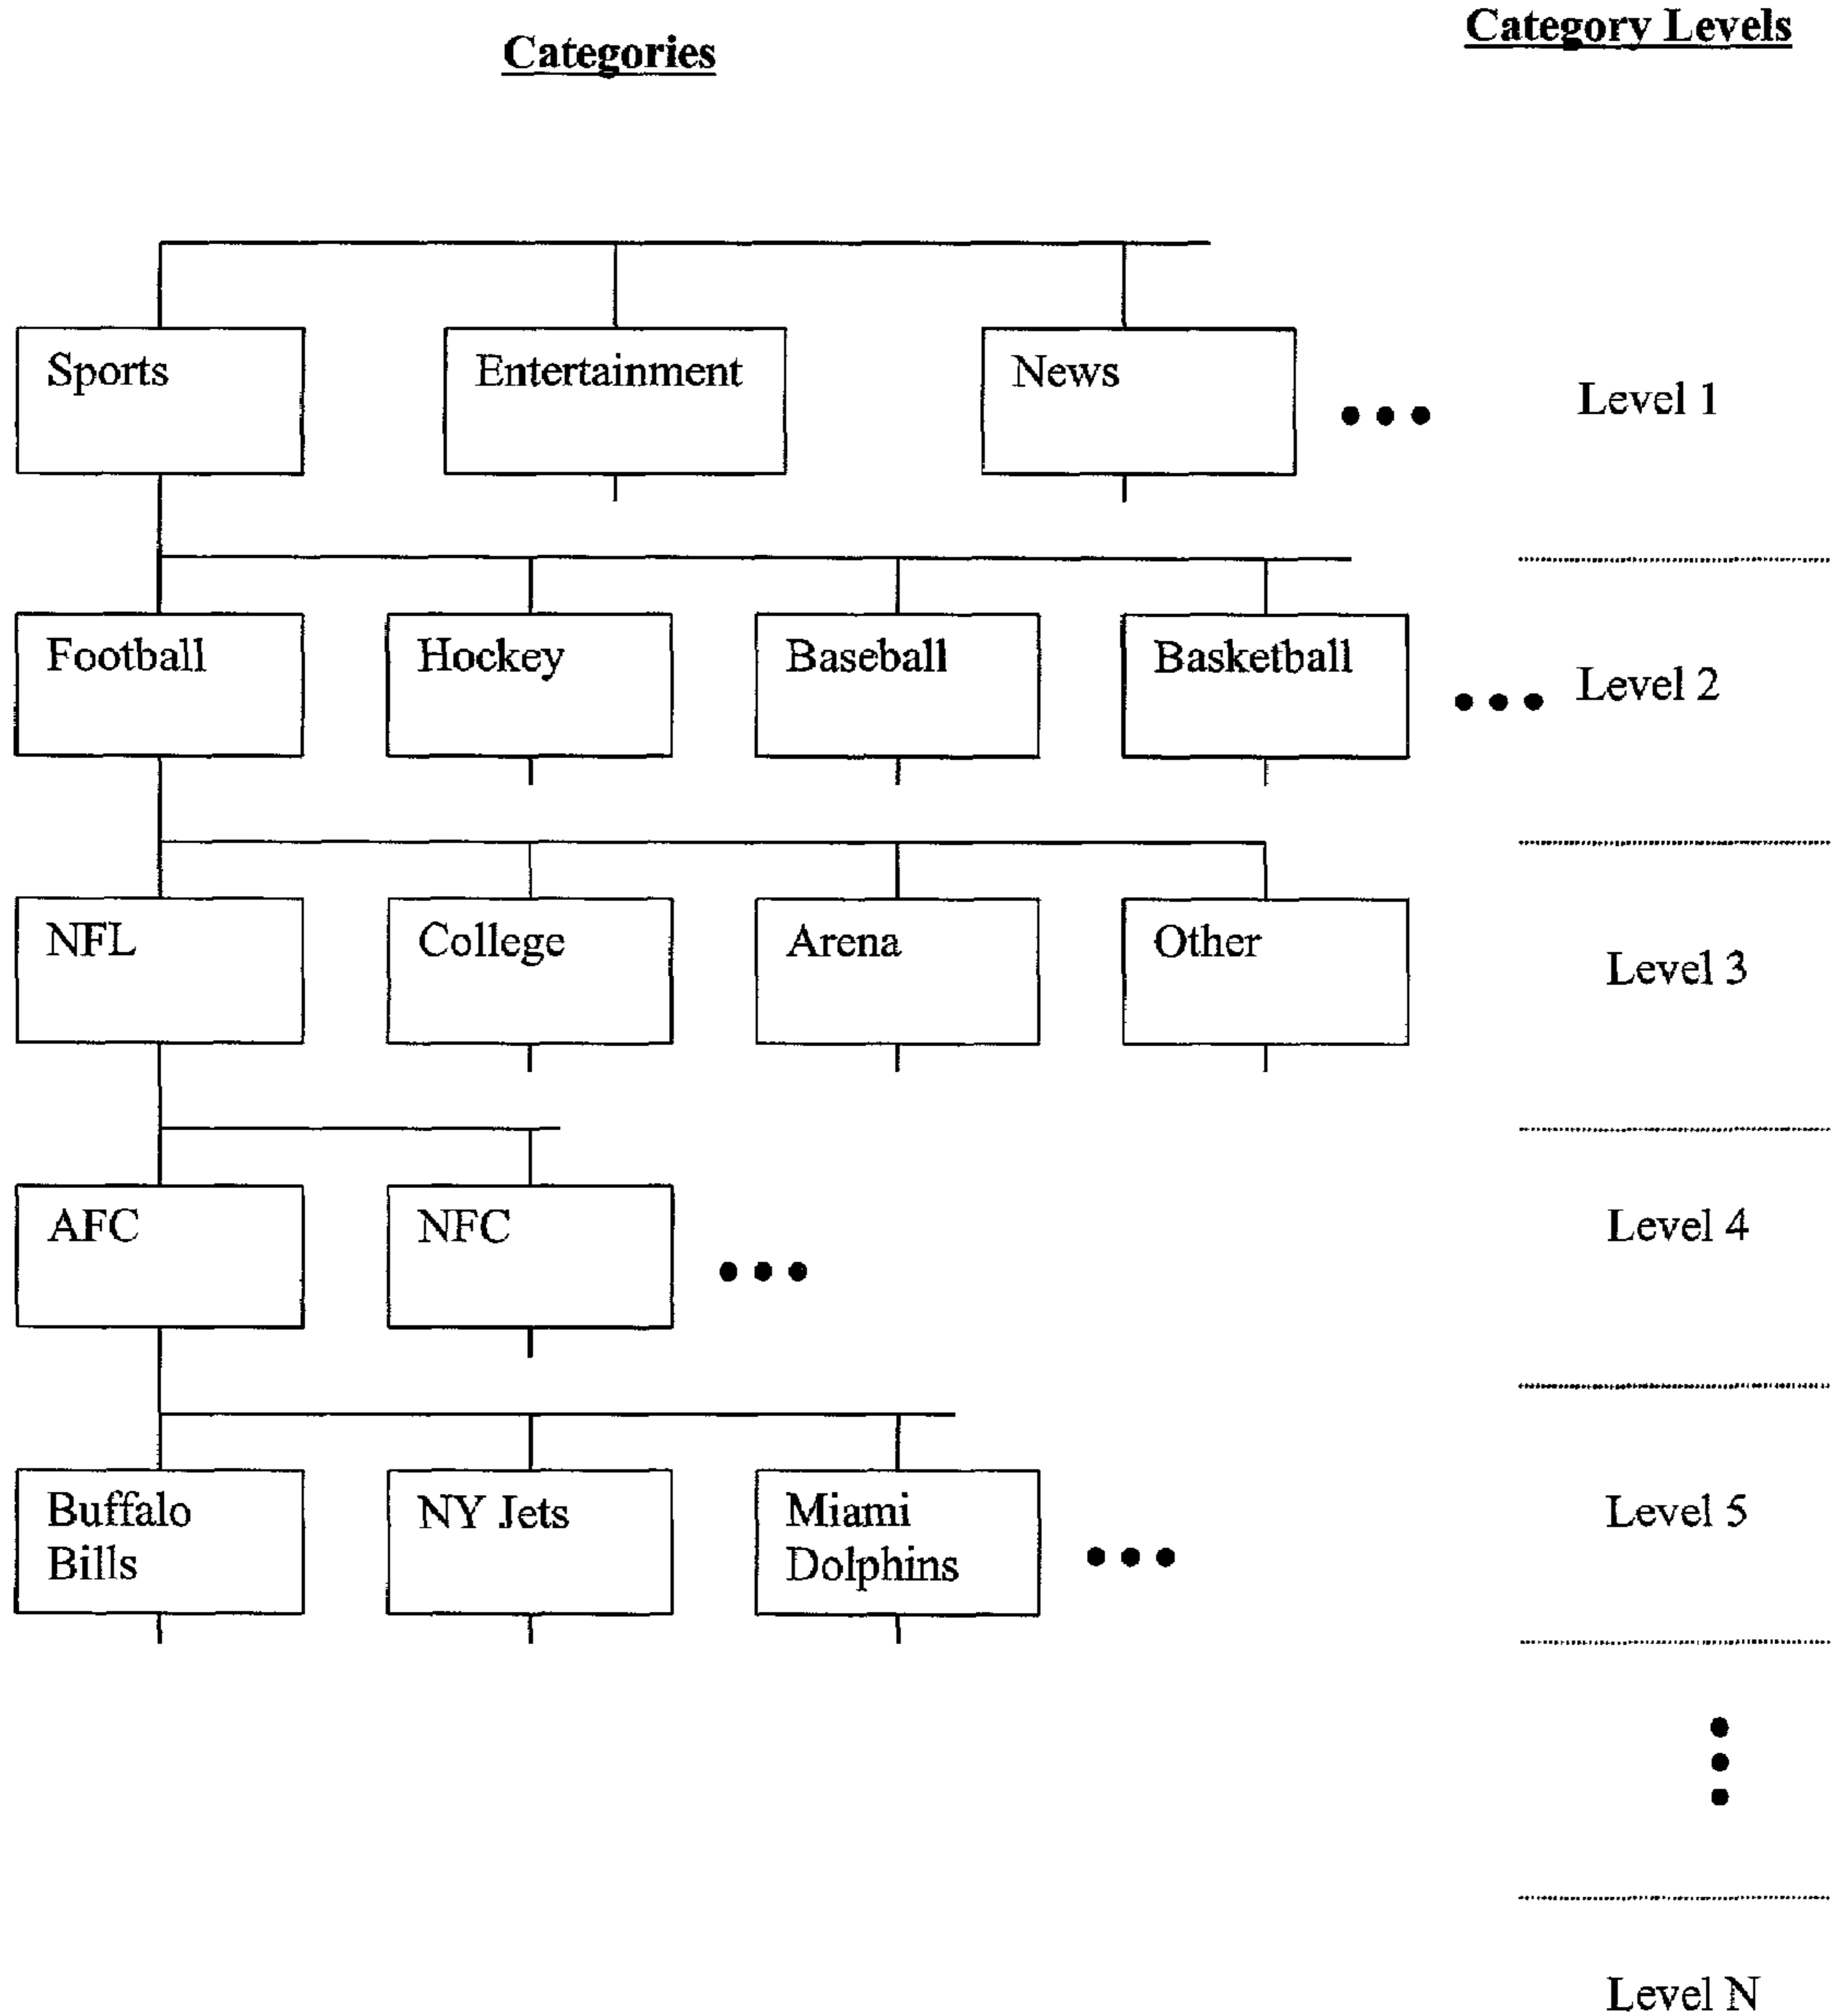 Categories
Category Levels
Sports
Entertainment
News
Level 1
Football
Hockey
Baseball
Basketball
Level 2
NFL
College
Arena
Other
Level 3
AFC
NFC
Level 4
Buffalo
Bills
NY Jets
Miami
Dolphins
Level 5
Level N